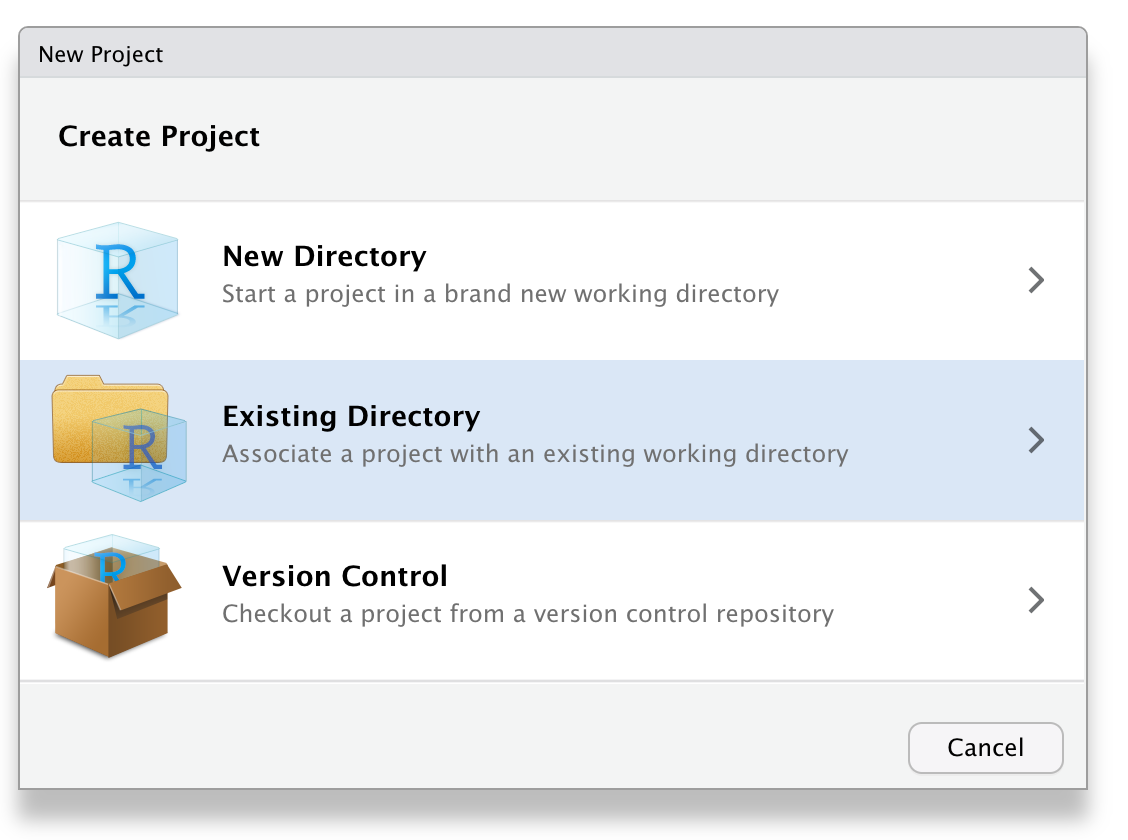 New Project
Create Project
R
New Directory
Start a project in a brand new working directory
R
Existing Directory
Associate a project with an existing working directory
R
Version Control
Checkout a project from a version control repository
Cancel